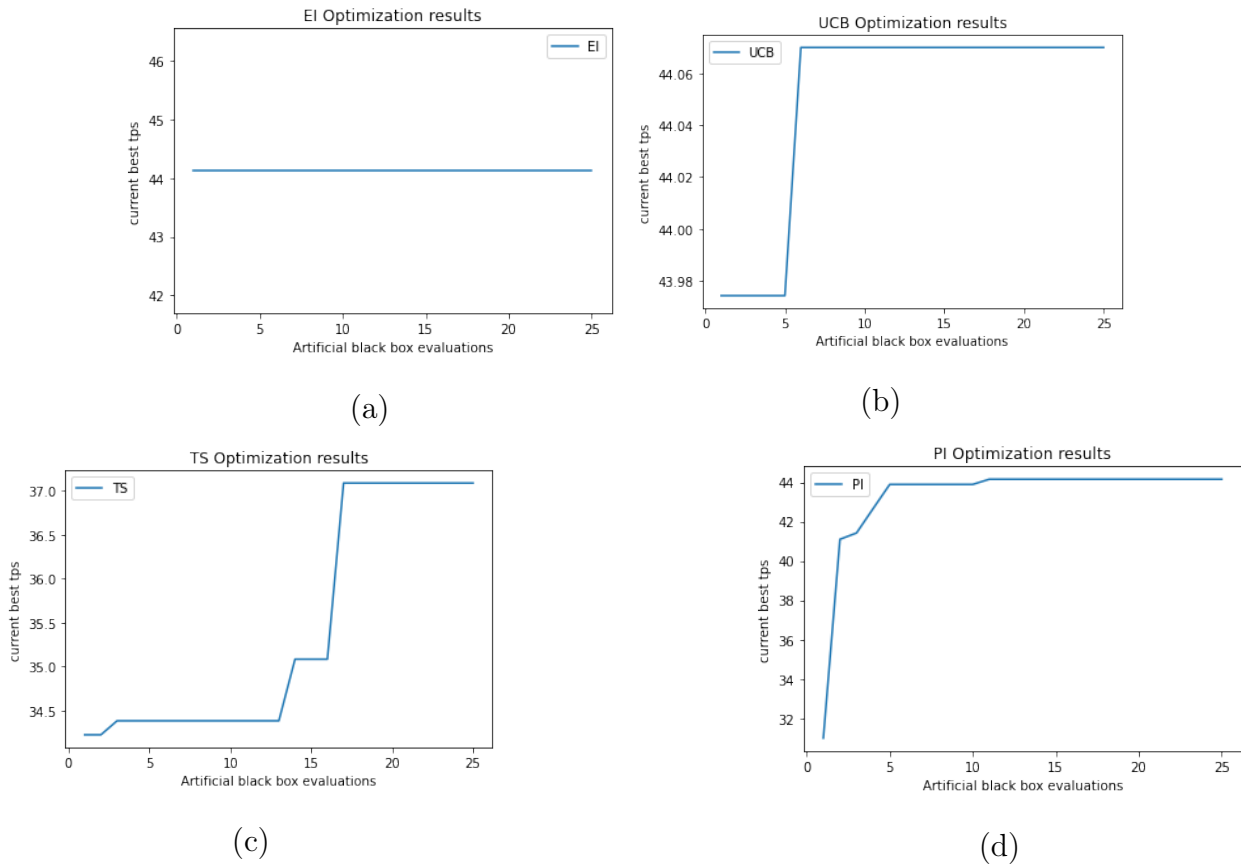 EI Optimization results
EI
46
45
44
43
42
current best tps
0 5 10 15 20 25
Artificial black box evaluations
(a)
UCB Optimization results
UCB
44.06
44.04
44.02
44.00
43.98
current best tps
0 5 10 15 20 25
Artificial black box evaluations
(b)
TS Optimization results
TS
37.0
36.5
36.0
35.5
35.0
34.5
current best tps
0 5 10 15 20 25
Artificial black box evaluations
(c)
PI Optimization results
PI
44
42
40
38
36
34
32
current best tps
0 5 10 15 20 25
Artificial black box evaluations
(d)